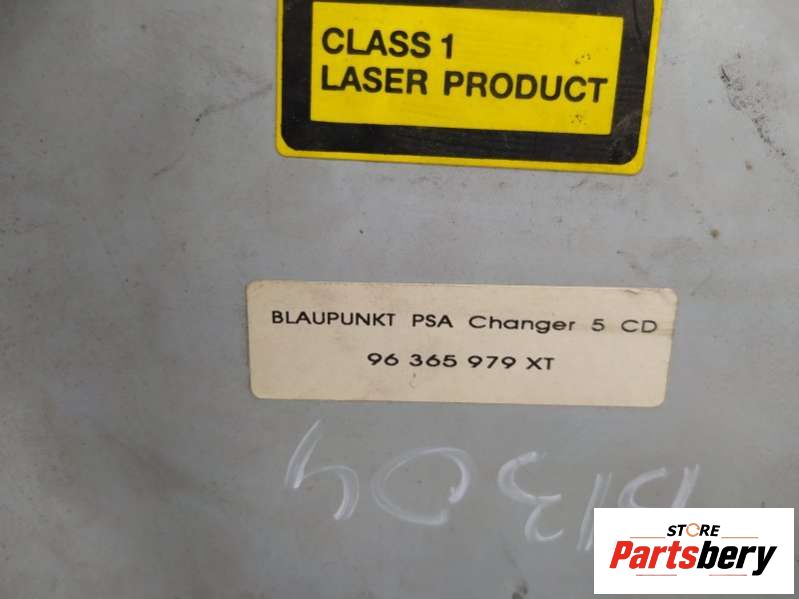 CLASS 1
LASER PRODUCT
BLAUPUNKT PSA Changer 5 CD
96 365 979 XT
STORE
Partsbery